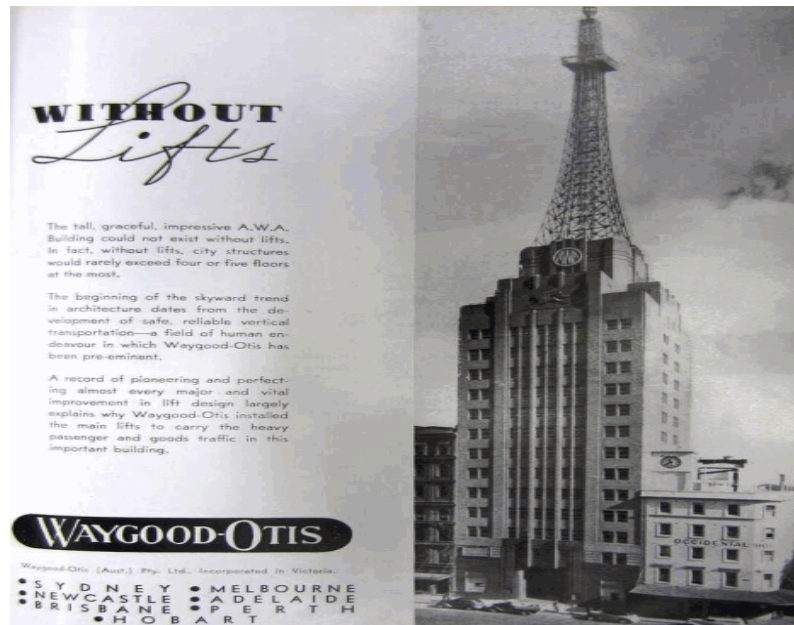 WITHOUT
Lifts
The tall, graceful, impressive A.W.A.
Building could not exist without lifts.
In fact, without lifts, city structures
would rarely exceed four or five floors
at the most.
The beginning of the skyward trend
in architecture dates from the de-
velopment of safe, reliable vertical
transportation—a field of human en-
deavour in which Waygood-Otis has
been pre-eminent.
A record of pioneering and perfect-
ing almost every major and vital
improvement in lift design largely
explains why Waygood-Otis installed
the main lifts to carry the heavy
passenger and goods traffic in this
important building.
WAYGOOD-OTIS
Waygood-Otis (Aust.) Pty. Ltd., Incorporated in Victoria.
• SYDNEY • MELBOURNE
• NEWCASTLE • ADELAIDE
• BRISBANE • PERTH
• HOBART
AWA
OCCIDENTAL